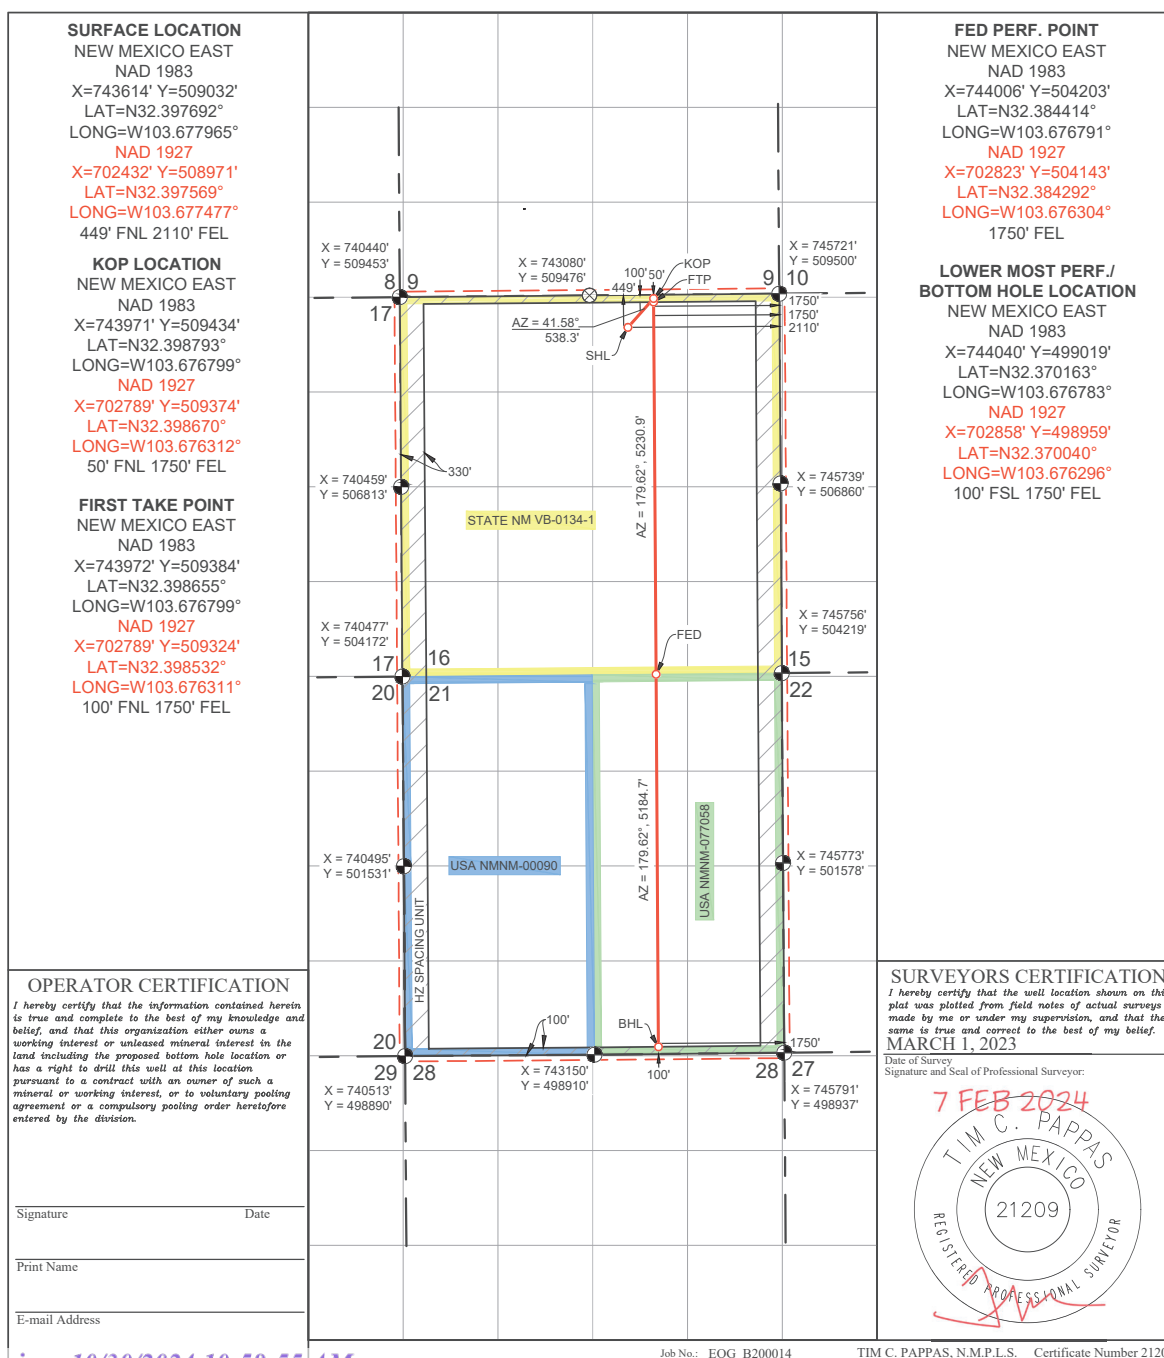 SURFACE LOCATION
NEW MEXICO EAST
NAD 1983
X=743614' Y=509032'
LAT=N32.397692°
LONG=W103.677965°
NAD 1927
X=702432' Y=508971'
LAT=N32.397569°
LONG=W103.677477°
449' FNL 2110' FEL
KOP LOCATION
NEW MEXICO EAST
NAD 1983
X=743971' Y=509434'
LAT=N32.398793°
LONG=W103.676799°
NAD 1927
X=702789' Y=509374'
LAT=N32.398670°
LONG=W103.676312°
50' FNL 1750' FEL
FIRST TAKE POINT
NEW MEXICO EAST
NAD 1983
X=743972' Y=509384'
LAT=N32.398655°
LONG=W103.676799°
NAD 1927
X=702789' Y=509324'
LAT=N32.398532°
LONG=W103.676311°
100' FNL 1750' FEL
OPERATOR CERTIFICATION
I hereby certify that the information contained herein
is true and complete to the best of my knowledge and
belief, and that this organization either owns a
working interest or unleased mineral interest in the
land including the proposed bottom hole location or
has a right to drill this well at this location
pursuant to a contract with an owner of such a
mineral or working interest, or to voluntary pooling
agreement or a compulsory pooling order heretofore
entered by the division.
Signature Date
Print Name
E-mail Address
X = 740440'
Y = 509453'
X = 743080'
Y = 509476'
X = 745721'
Y = 509500'
8 9
17
9 10
100' 50'
449'
KOP
FTP
AZ = 41.58°
538.3'
SHL
1750'
1750'
2110'
330'
X = 740459'
Y = 506813'
X = 745739'
Y = 506860'
AZ = 179.62°, 5230.9'
STATE NM VB-0134-1
X = 740477'
Y = 504172'
X = 745756'
Y = 504219'
FED
17 16
20 21
15
22
AZ = 179.62°, 5184.7'
USA NMNM-077058
USA NMNM-00090
X = 740495'
Y = 501531'
X = 745773'
Y = 501578'
HZ SPACING UNIT
100'
BHL
1750'
20
29 28
28 27
X = 743150'
Y = 498910'
100'
X = 740513'
Y = 498890'
X = 745791'
Y = 498937'
FED PERF. POINT
NEW MEXICO EAST
NAD 1983
X=744006' Y=504203'
LAT=N32.384414°
LONG=W103.676791°
NAD 1927
X=702823' Y=504143'
LAT=N32.384292°
LONG=W103.676304°
1750' FEL
LOWER MOST PERF./
BOTTOM HOLE LOCATION
NEW MEXICO EAST
NAD 1983
X=744040' Y=499019'
LAT=N32.370163°
LONG=W103.676783°
NAD 1927
X=702858' Y=498959'
LAT=N32.370040°
LONG=W103.676296°
100' FSL 1750' FEL
SURVEYORS CERTIFICATION
I hereby certify that the well location shown on this
plat was plotted from field notes of actual surveys
made by me or under my supervision, and that the
same is true and correct to the best of my belief.
MARCH 1, 2023
Date of Survey
Signature and Seal of Professional Surveyor:
7 FEB 2024
TIM C. PAPPAS
NEW MEXICO
21209
REGISTERED PROFESSIONAL SURVEYOR
10/30/2024 10:59:55 AM
Job No.: EOG_B200014
TIM C. PAPPAS, N.M.P.L.S. Certificate Number 2120